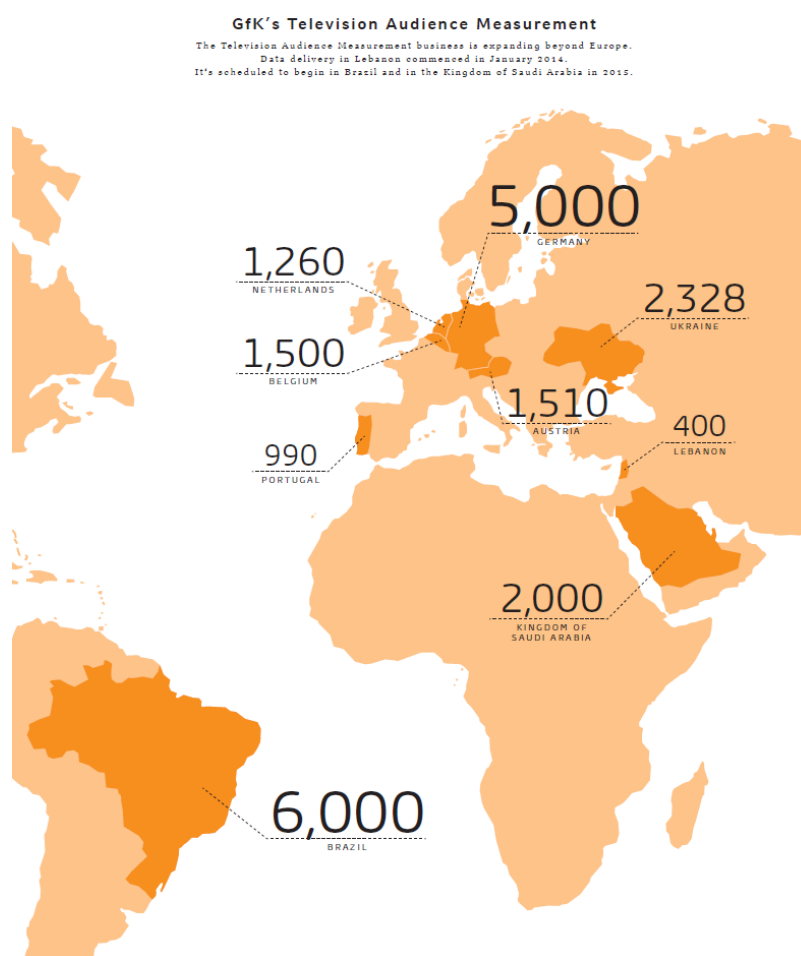 GfK's Television Audience Measurement
The Television Audience Measurement business is expanding beyond Europe.
Data delivery in Lebanon commenced in January 2014.
It's scheduled to begin in Brazil and in the Kingdom of Saudi Arabia in 2015.
5,000
GERMANY
1,260
NETHERLANDS
2,328
UKRAINE
1,500
BELGIUM
1,510
AUSTRIA
400
LEBANON
990
PORTUGAL
2,000
KINGDOM OF
SAUDI ARABIA
6,000
BRAZIL